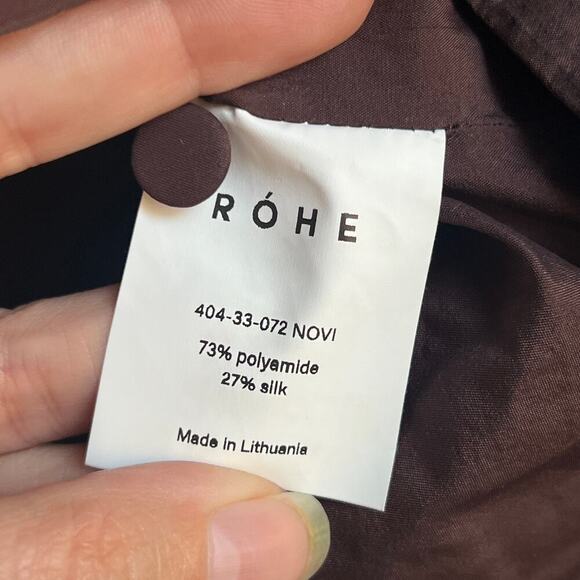 RÓHE
404-33-072 NOVI
73% polyamide
27% silk
Made in Lithuania